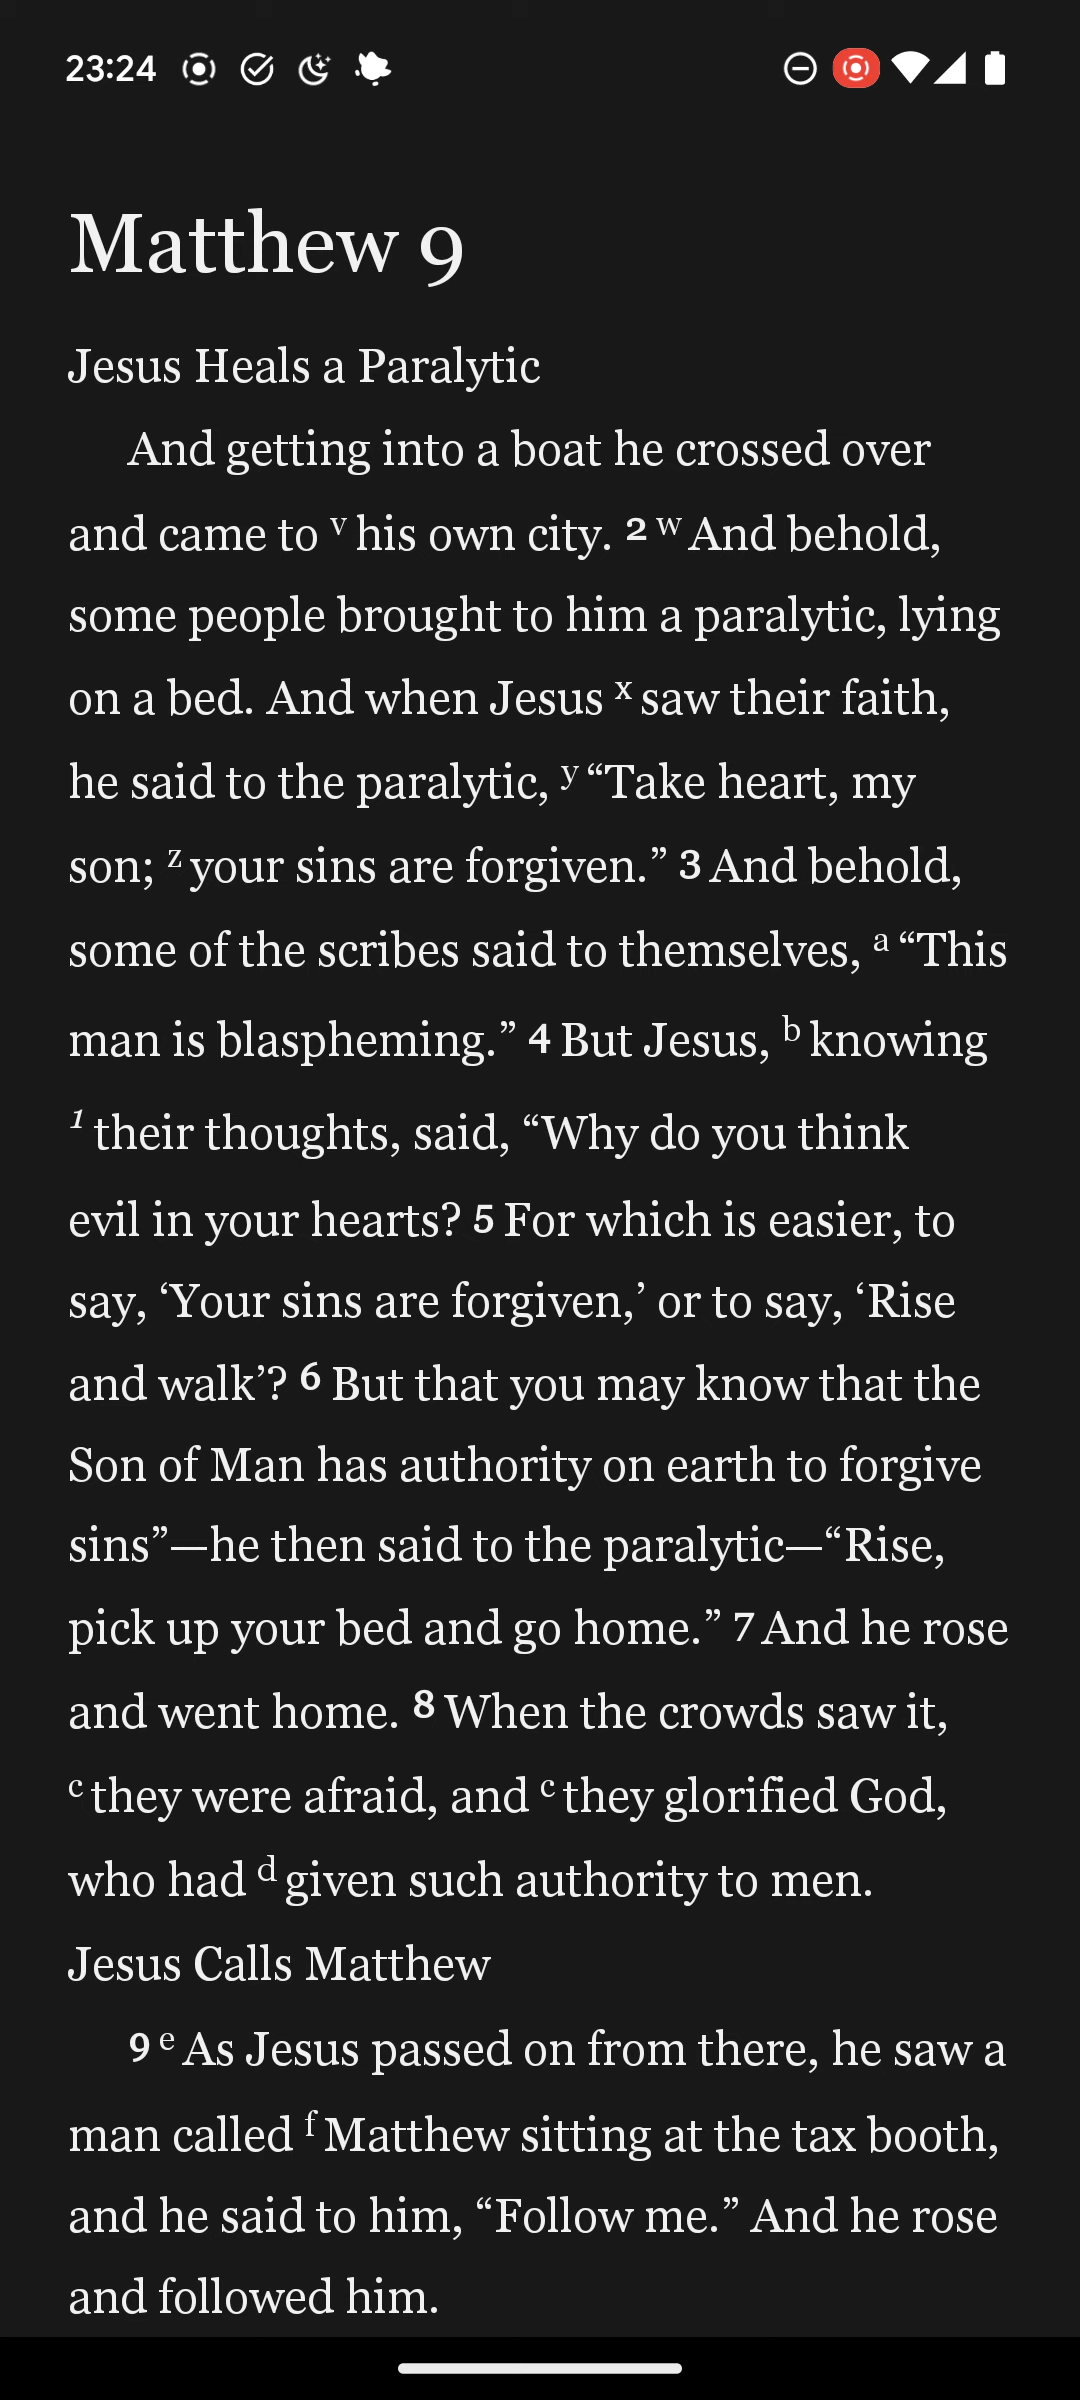 23:24
Matthew 9
Jesus Heals a Paralytic
And getting into a boat he crossed over
and came to v his own city. 2 w And behold,
some people brought to him a paralytic, lying
on a bed. And when Jesus x saw their faith,
he said to the paralytic, y “Take heart, my
son; z your sins are forgiven.” 3 And behold,
some of the scribes said to themselves, a “This
man is blaspheming.” 4 But Jesus, b knowing
1 their thoughts, said, “Why do you think
evil in your hearts? 5 For which is easier, to
say, ‘Your sins are forgiven,’ or to say, ‘Rise
and walk’? 6 But that you may know that the
Son of Man has authority on earth to forgive
sins”—he then said to the paralytic—“Rise,
pick up your bed and go home.” 7 And he rose
and went home. 8 When the crowds saw it,
c they were afraid, and c they glorified God,
who had d given such authority to men.
Jesus Calls Matthew
9 e As Jesus passed on from there, he saw a
man called f Matthew sitting at the tax booth,
and he said to him, “Follow me.” And he rose
and followed him.